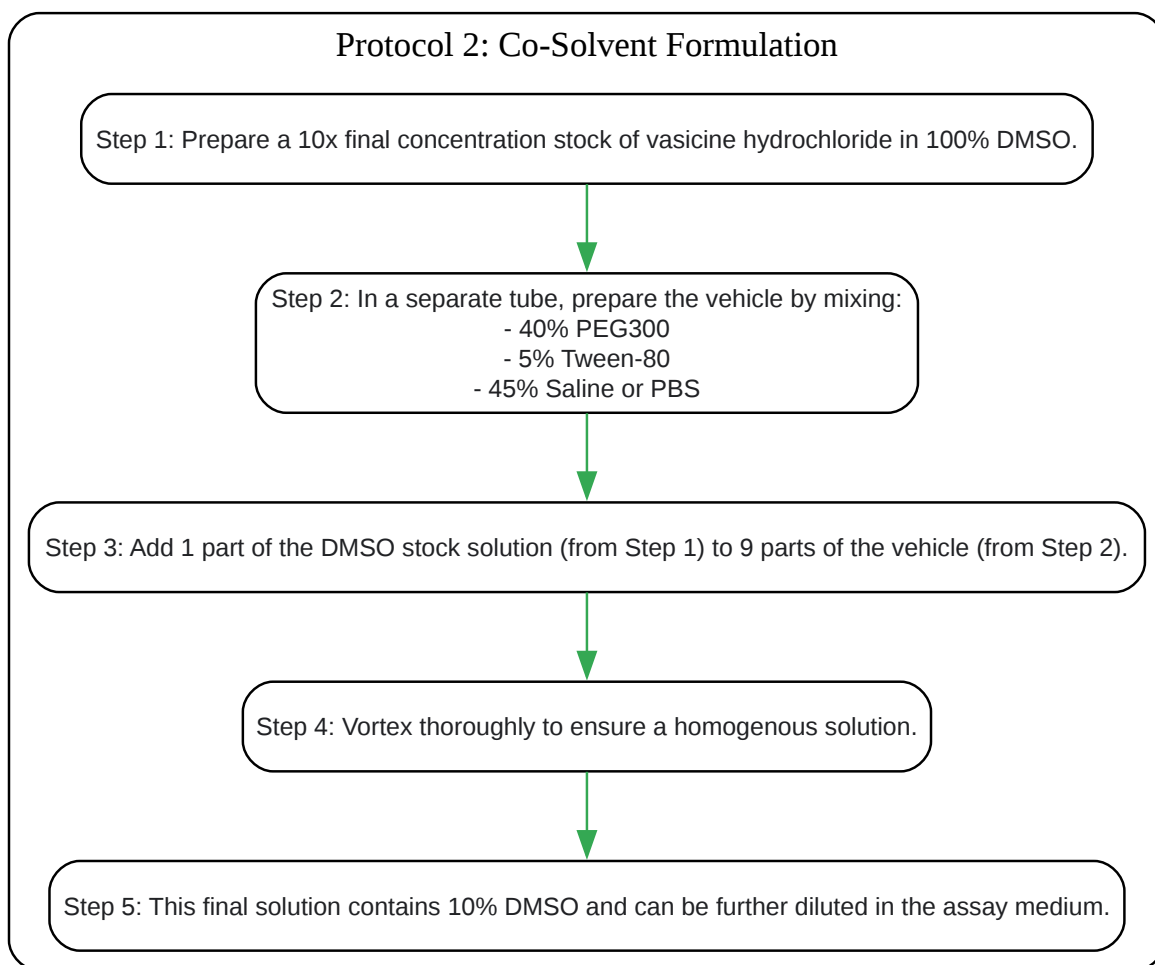 Protocol 2: Co-Solvent Formulation
Step 1: Prepare a 10x final concentration stock of vasicine hydrochloride in 100% DMSO.
Step 2: In a separate tube, prepare the vehicle by mixing:
- 40% PEG300
- 5% Tween-80
- 45% Saline or PBS
Step 3: Add 1 part of the DMSO stock solution (from Step 1) to 9 parts of the vehicle (from Step 2).
Step 4: Vortex thoroughly to ensure a homogenous solution.
Step 5: This final solution contains 10% DMSO and can be further diluted in the assay medium.